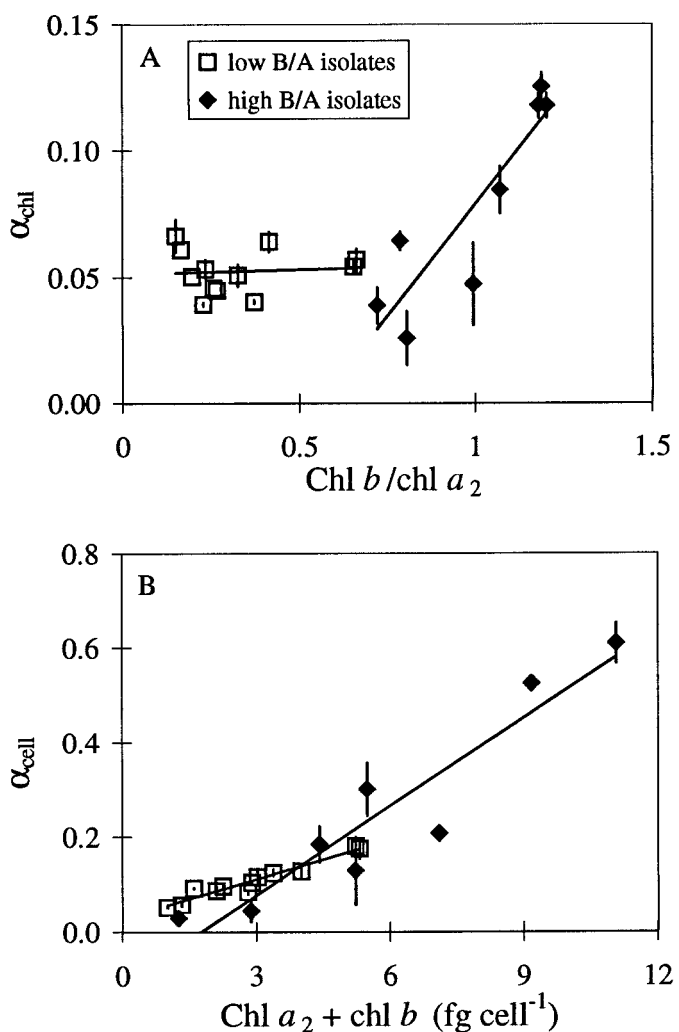 0.15
A
low B/A isolates
high B/A isolates
0.10
αchl
0.05
0.00
0
0.5
1
1.5
Chl b/chl a2
0.8
B
0.6
αcell
0.4
0.2
0.0
0
3
6
9
12
Chl a2 + chl b (fg cell-1)